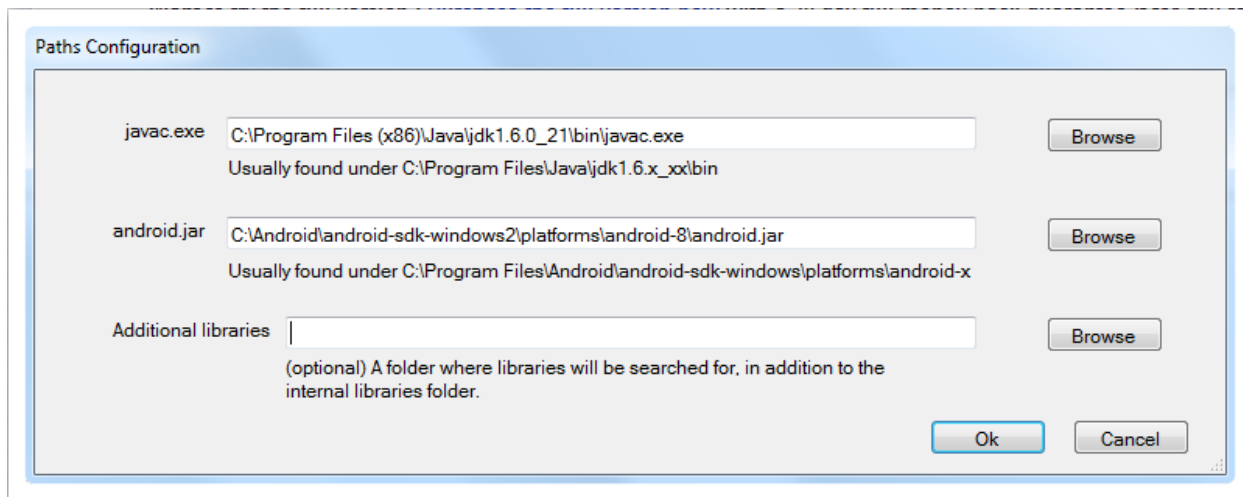 Paths Configuration
javac.exe C:\Program Files (x86)\Java\jdk1.6.0_21\bin\javac.exe Browse
Usually found under C:\Program Files\Java\jdk1.6.x_xx\bin
android.jar C:\Android\android-sdk-windows2\platforms\android-8\android.jar Browse
Usually found under C:\Program Files\Android\android-sdk-windows\platforms\android-x
Additional libraries Browse
(optional) A folder where libraries will be searched for, in addition to the
internal libraries folder.
Ok Cancel